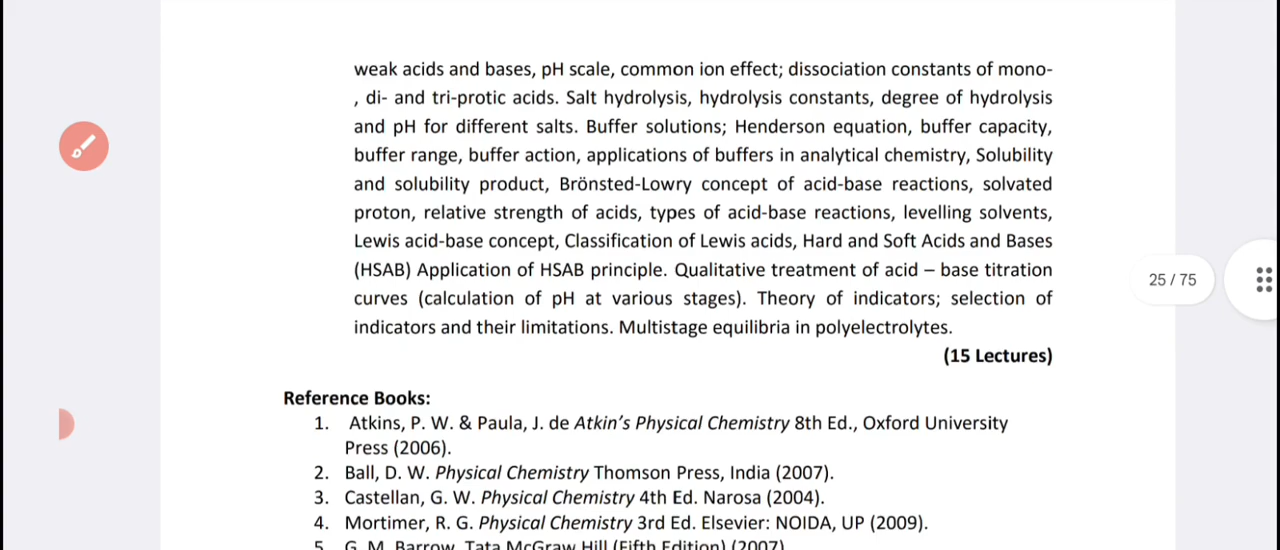 weak acids and bases, pH scale, common ion effect; dissociation constants of mono-
, di- and tri-protic acids. Salt hydrolysis, hydrolysis constants, degree of hydrolysis
and pH for different salts. Buffer solutions; Henderson equation, buffer capacity,
buffer range, buffer action, applications of buffers in analytical chemistry, Solubility
and solubility product, Brönsted-Lowry concept of acid-base reactions, solvated
proton, relative strength of acids, types of acid-base reactions, levelling solvents,
Lewis acid-base concept, Classification of Lewis acids, Hard and Soft Acids and Bases
(HSAB) Application of HSAB principle. Qualitative treatment of acid – base titration
curves (calculation of pH at various stages). Theory of indicators; selection of
indicators and their limitations. Multistage equilibria in polyelectrolytes.
(15 Lectures)
25 / 75
Reference Books:
1. Atkins, P. W. & Paula, J. de Atkin's Physical Chemistry 8th Ed., Oxford University
Press (2006).
2. Ball, D. W. Physical Chemistry Thomson Press, India (2007).
3. Castellan, G. W. Physical Chemistry 4th Ed. Narosa (2004).
4. Mortimer, R. G. Physical Chemistry 3rd Ed. Elsevier: NOIDA, UP (2009).
5. G. M. Barrow, Tata McGraw Hill (Fifth Edition) (2007).